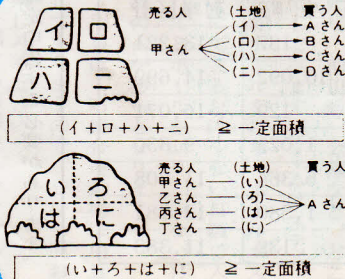 売る人 (土地) 買う人
イ ロ
ハ ニ
甲さん
(イ) Aさん
(ロ) Bさん
(ハ) Cさん
(ニ) Dさん
(イ+ロ+ハ+ニ) ≧ 一定面積
売る人 (土地) 買う人
い ろ
は に
甲さん (い)
乙さん (ろ)
丙さん (は)
丁さん (に)
Aさん
(い+ろ+は+に) ≧ 一定面積